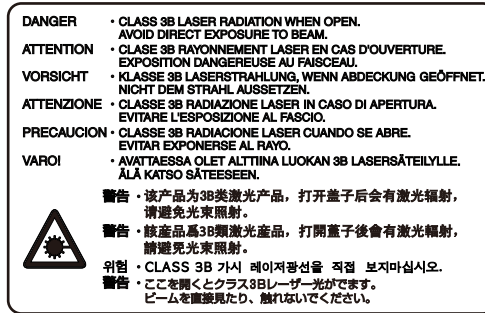 DANGER · CLASS 3B LASER RADIATION WHEN OPEN.
AVOID DIRECT EXPOSURE TO BEAM.
ATTENTION · CLASE 3B RAYONNEMENT LASER EN CAS D'OUVERTURE.
EXPOSITION DANGEREUSE AU FAISCEAU.
VORSICHT · KLASSE 3B LASERSTRAHLUNG, WENN ABDECKUNG GEÖFFNET.
NICHT DEM STRAHL AUSSETZEN.
ATTENZIONE · CLASSE 3B RADIAZIONE LASER IN CASO DI APERTURA.
EVITARE L'ESPOSIZIONE AL FASCIO.
PRECAUCION · CLASSE 3B RADIACIONE LASER CUANDO SE ABRE.
EVITAR EXPONERSE AL RAYO.
VARO! · AVATTAESSA OLET ALTTIINA LUOKAN 3B LASERSÄTEILYLLE.
ÄLÄ KATSO SÄTEESEEN.
警告 · 该产品为3B类激光产品，打开盖子后会有激光辐射，
请避免光束照射。
警告 · 該産品爲3B類激光産品，打開蓋子後會有激光輻射，
請避免光束照射。
위험 · CLASS 3B 가시 레이저광선을 직접 보지마십시오.
警告 · ここを開くとクラス3Bレーザー光がでます。
ビームを直接見たり、触れないでください。